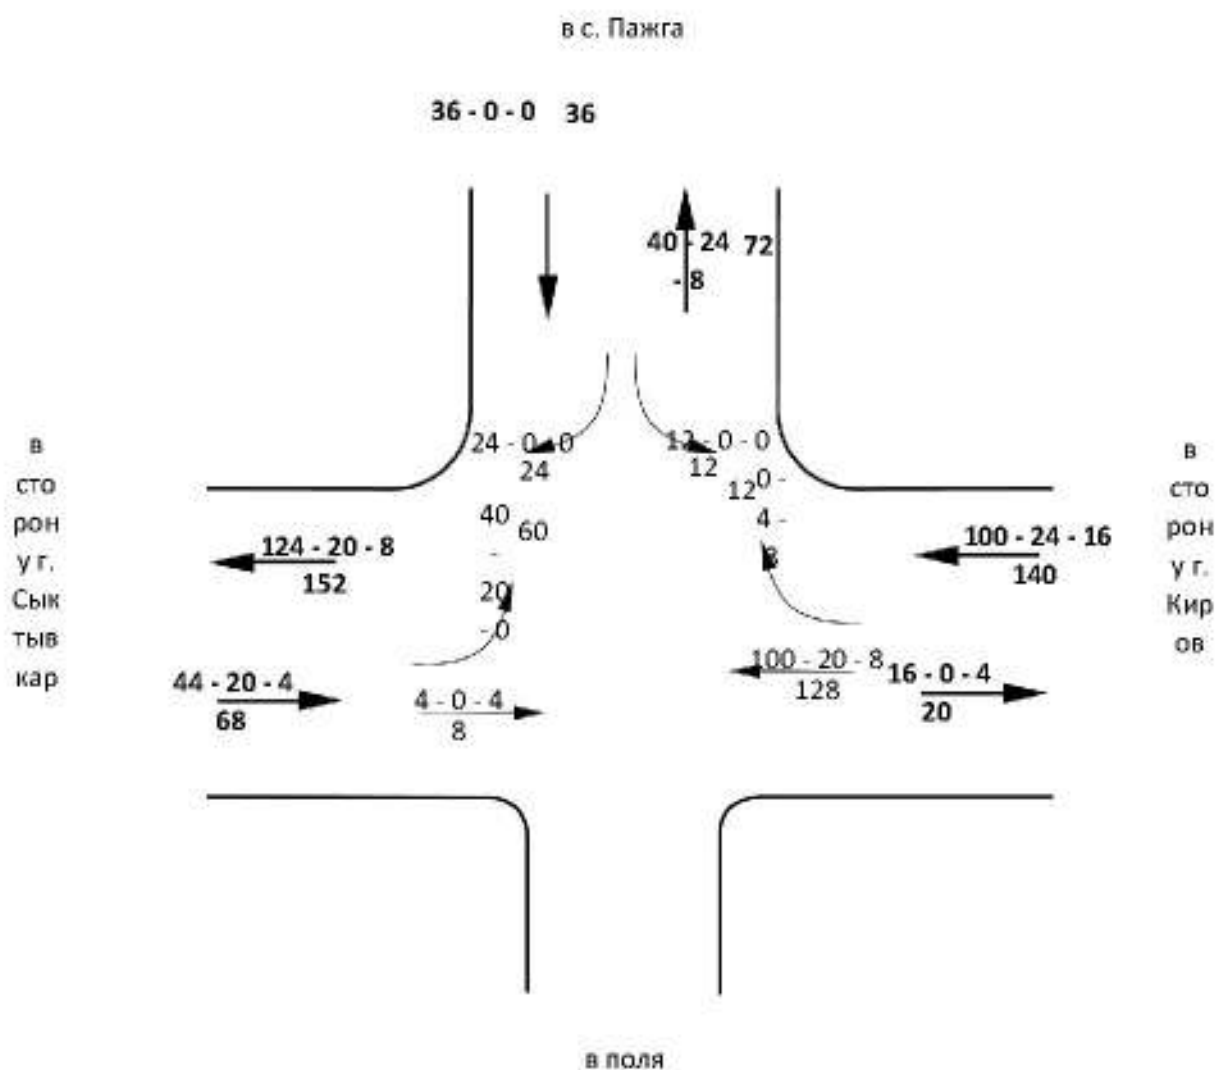 в с. Пажга
36 - 0 - 0 36
40 - 24 72
- 8
24 - 0 - 0
24
12 - 0 - 0
12
0 -
12
4 -
8
40
60
-
20
- 0
в
сто
рон
у г.
Сык
тыв
кар
124 - 20 - 8
152
100 - 24 - 16
140
в
сто
рон
у г.
Кир
ов
44 - 20 - 4
68
4 - 0 - 4
8
100 - 20 - 8
128
16 - 0 - 4
20
в поля